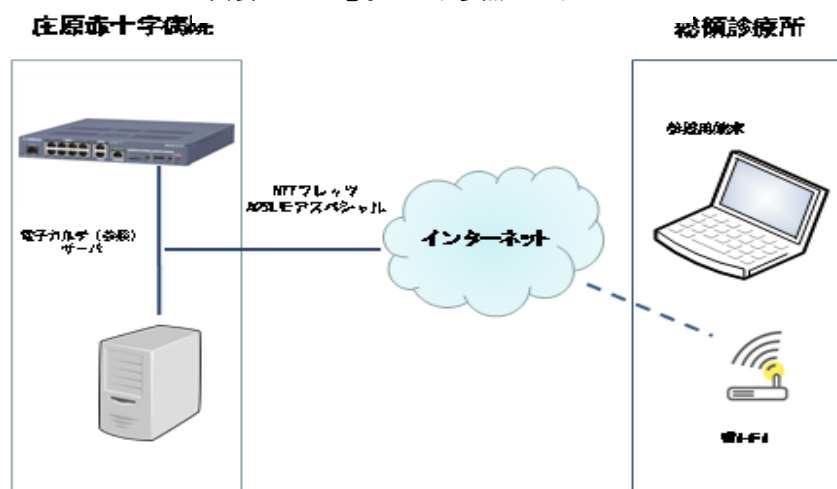 庄原赤十字病院
総領診療所
参照用端末
NTTフレッツ
ADSLモアスペシャル
電子カルテ（参照）
サーバ
インターネット
Wi-Fi